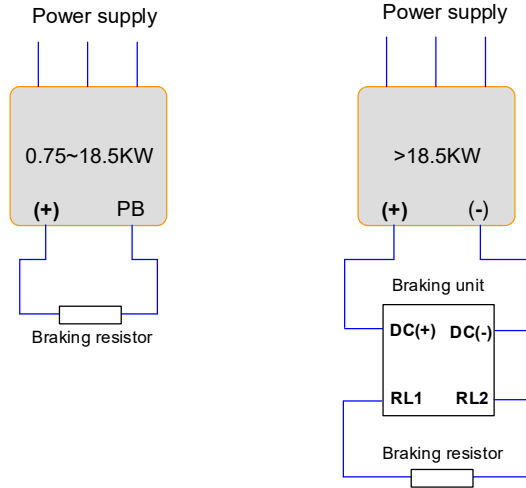 Power supply
0.75~18.5KW
(+) PB
Braking resistor
Power supply
>18.5KW
(+) (-)
Braking unit
DC(+) DC(-)
RL1 RL2
Braking resistor